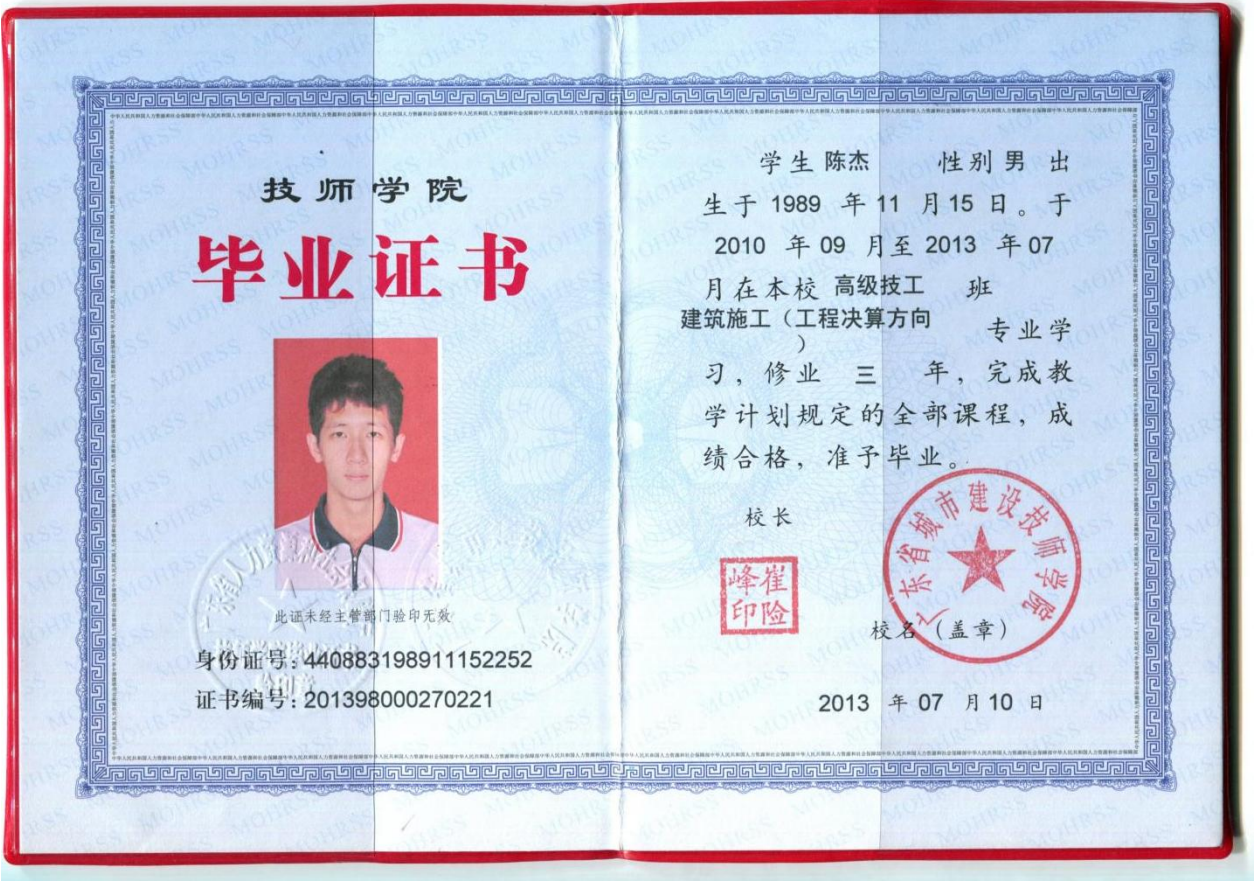 技师学院
毕业证书
此证未经主管部门验印无效
身份证号:440883198911152252
证书编号:201398000270221
学生 陈杰 性别 男 出
生于 1989 年 11 月 15 日。于
2010 年 09 月至 2013 年 07
月在本校 高级技工 班
建筑施工(工程决算方向
) 专业学
习,修业 三 年,完成教
学计划规定的全部课程,成
绩合格,准予毕业。
校长
崔险
峰印
广东省城市建设技师学院
校名(盖章)
2013 年 07 月 10 日
MOHRSS